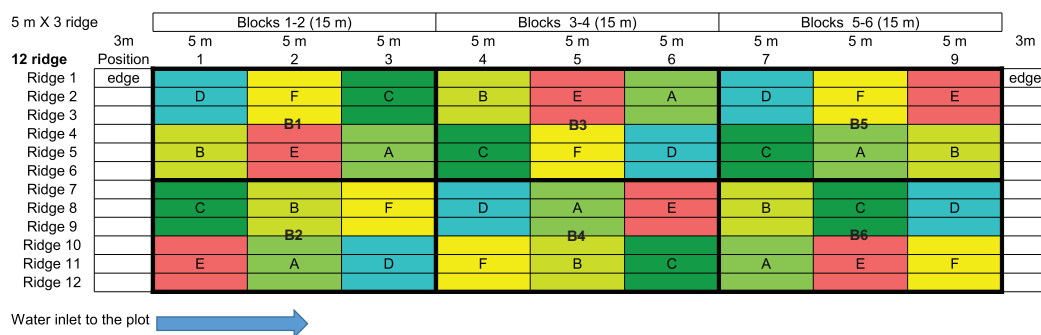 5 m X 3 ridge Blocks 1-2 (15 m) Blocks 3-4 (15 m) Blocks 5-6 (15 m)
3m 5 m 5 m 5 m 5 m 5 m 5 m 5 m 5 m 5 m 3m
12 ridge Position 1 2 3 4 5 6 7 9
Ridge 1 edge edge
Ridge 2 D F C B E A D F E
Ridge 3
B1 B3 B5
Ridge 4
Ridge 5 B E A C F D C A B
Ridge 6
Ridge 7
Ridge 8 C B F D A E B C D
Ridge 9
B2 B4 B6
Ridge 10
Ridge 11 E A D F B C A E F
Ridge 12
Water inlet to the plot